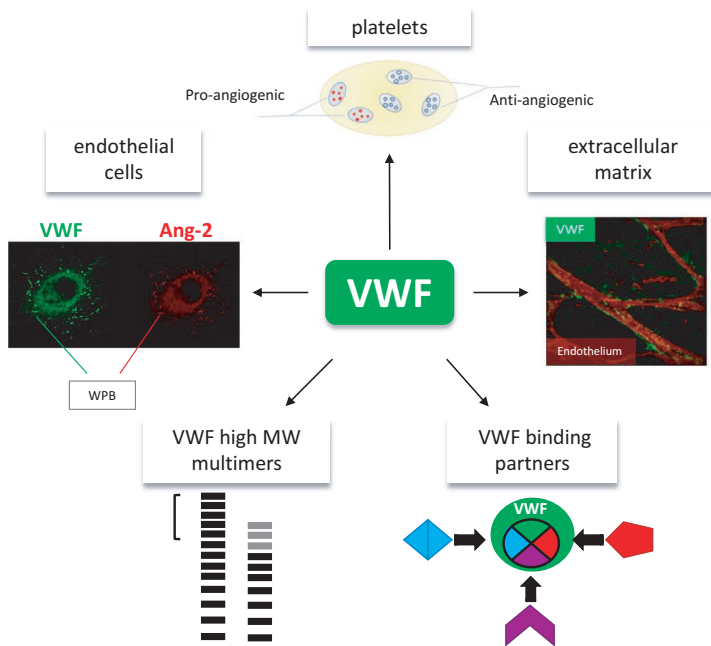 platelets
Pro-angiogenic
Anti-angiogenic
endothelial
cells
extracellular
matrix
VWF
Ang-2
VWF
VWF
Endothelium
WPB
VWF high MW
multimers
VWF binding
partners
VWF